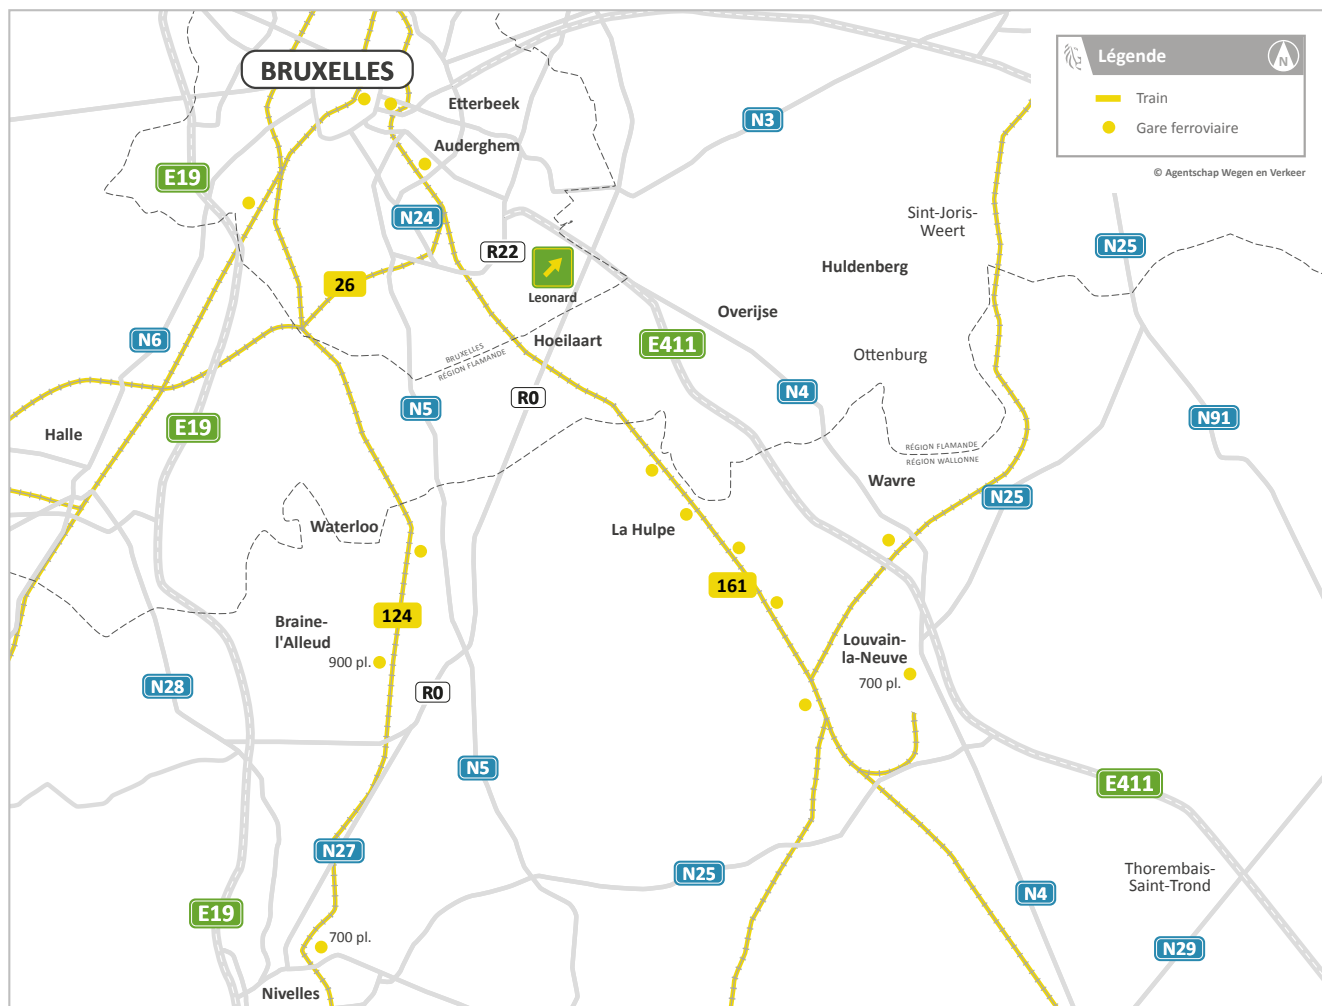 BRUXELLES
Légende
N
Train
Gare ferroviaire
© Agentschap Wegen en Verkeer
Etterbeek
Auderghem
N3
E19
N24
Sint-Joris-
Weert
N25
R22
26
Leonard
Huldenberg
Overijse
N6
Hoeilaart
E411
Ottenburg
BRUXELLES
RÉGION FLAMANDE
N4
R0
N5
N91
E19
Halle
RÉGION FLAMANDE
RÉGION WALLONNE
Wavre
N25
Waterloo
La Hulpe
161
124
Braine-
l'Alleud
900 pl.
Louvain-
la-Neuve
700 pl.
N28
R0
N5
E411
N27
N25
Thorembais-
Saint-Trond
N4
E19
700 pl.
N29
Nivelles